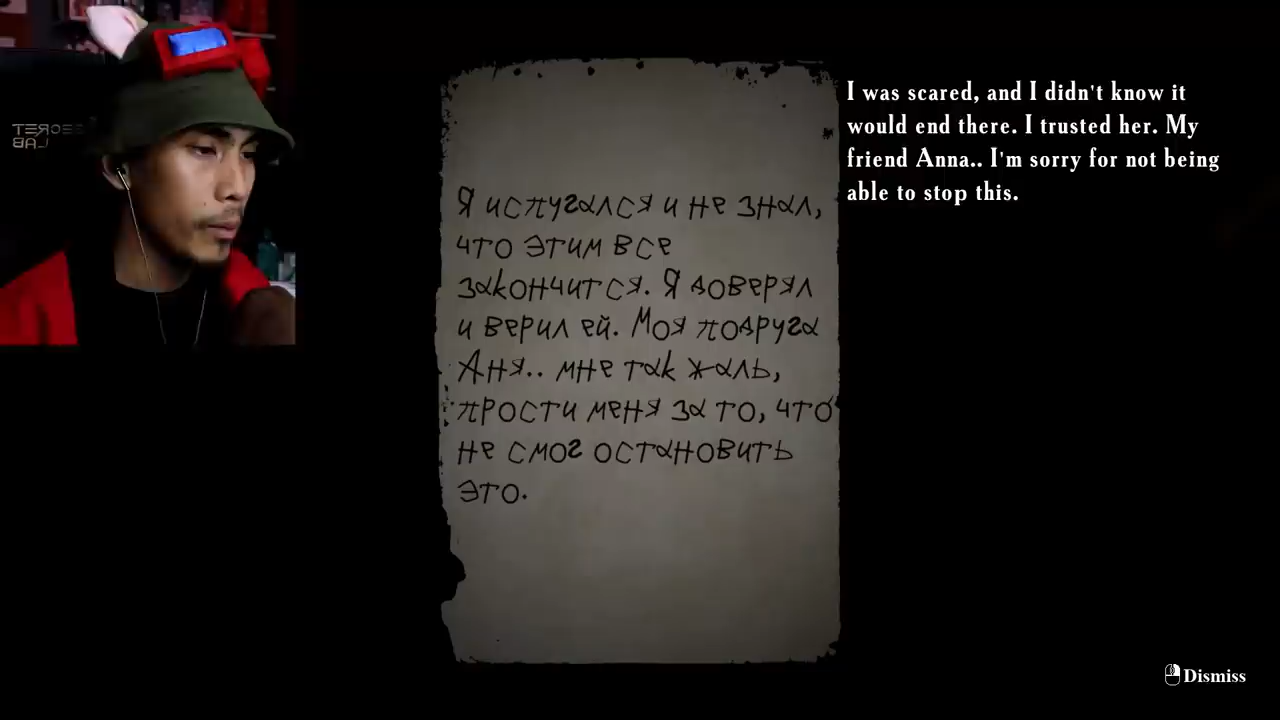 I was scared, and I didn't know it
would end there. I trusted her. My
friend Anna.. I'm sorry for not being
able to stop this.
Я испугался и не знал,
что этим все
закончится. Я доверял
и верил ей. Моя подруга
Аня.. мне так жаль,
прости меня за то, что
не смог остановить
это.
SECRET
LAB
Dismiss